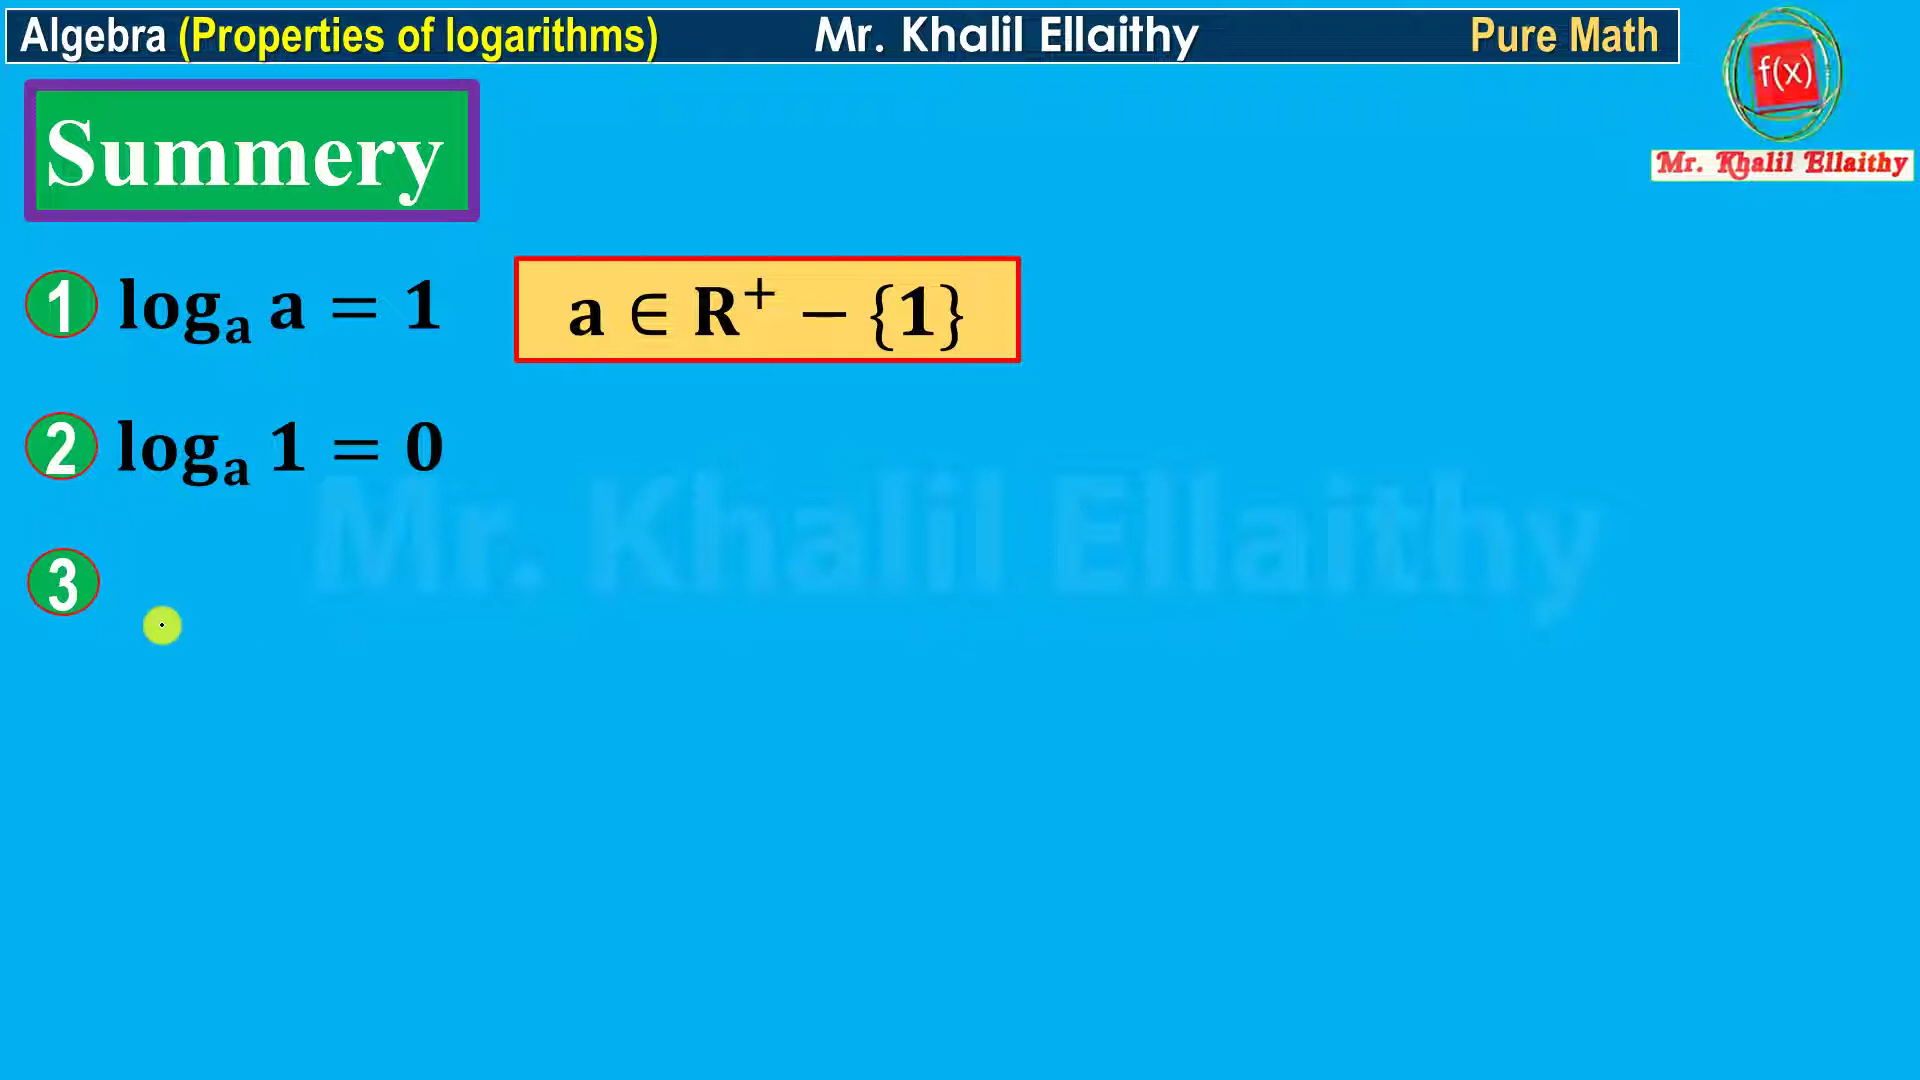 Algebra (Properties of logarithms) Mr. Khalil Ellaithy Pure Math
f(x)
Mr. Khalil Ellaithy
Summery
1 logₐ a = 1 a ∈ R⁺ − {1}
2 logₐ 1 = 0
Mr. Khalil Ellaithy
3